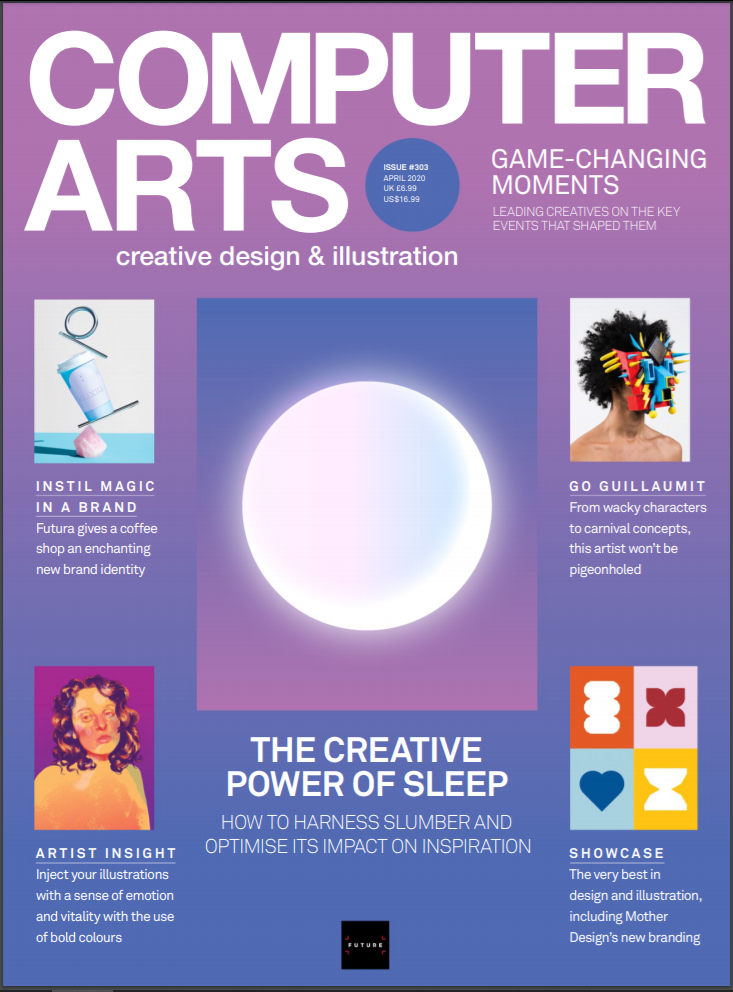 COMPUTER
ARTS
ISSUE #303
APRIL 2020
UK £6.99
US$16.99
GAME-CHANGING
MOMENTS
LEADING CREATIVES ON THE KEY
EVENTS THAT SHAPED THEM
creative design & illustration
INSTIL MAGIC
IN A BRAND
Futura gives a coffee
shop an enchanting
new brand identity
GO GUILLAUMIT
From wacky characters
to carnival concepts,
this artist won't be
pigeonholed
THE CREATIVE
POWER OF SLEEP
HOW TO HARNESS SLUMBER AND
OPTIMISE ITS IMPACT ON INSPIRATION
ARTIST INSIGHT
Inject your illustrations
with a sense of emotion
and vitality with the use
of bold colours
SHOWCASE
The very best in
design and illustration,
including Mother
Design's new branding
FUTURE